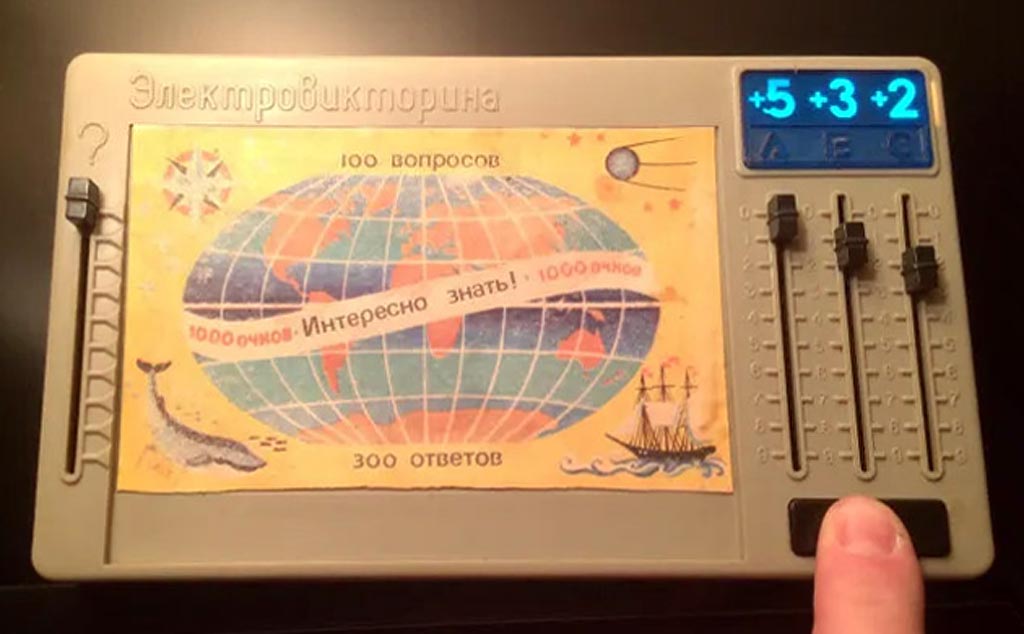 Электровикторина
+5 +3 +2
А Б С
?
100 вопросов
1000 очков · Интересно знать! · 1000 очков
300 ответов